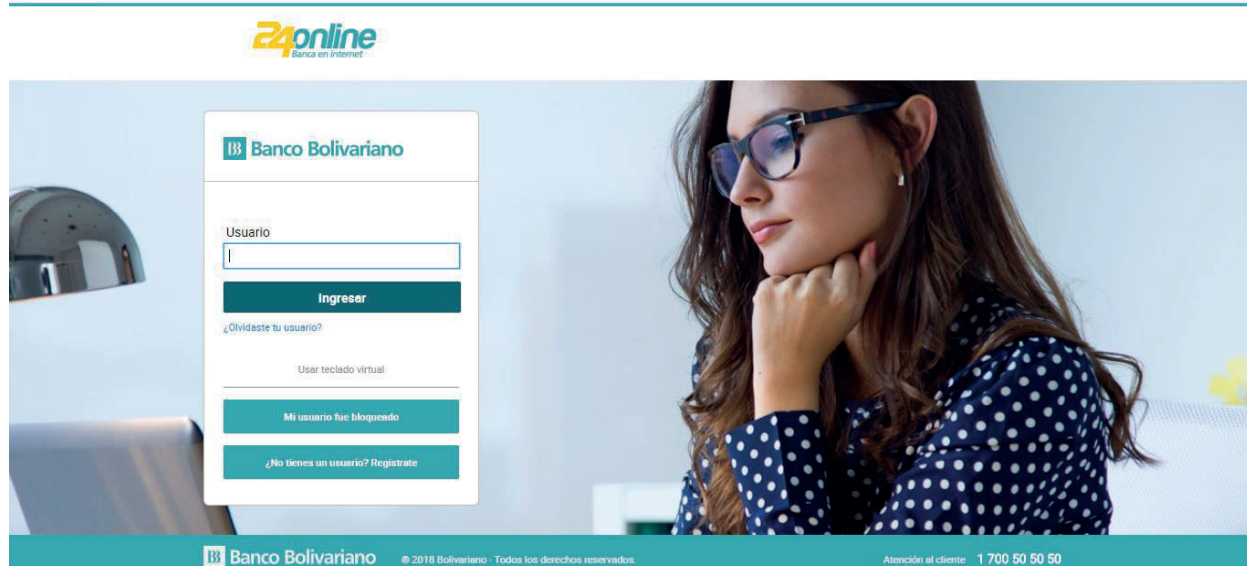 24online
Banca en internet
B Banco Bolivariano
Usuario
Ingresar
¿Olvidaste tu usuario?
Usar teclado virtual
Mi usuario fue bloqueado
¿No tienes un usuario? Regístrate
B Banco Bolivariano ® 2018 Bolivariano - Todos los derechos reservados. Atención al cliente 1 700 50 50 50